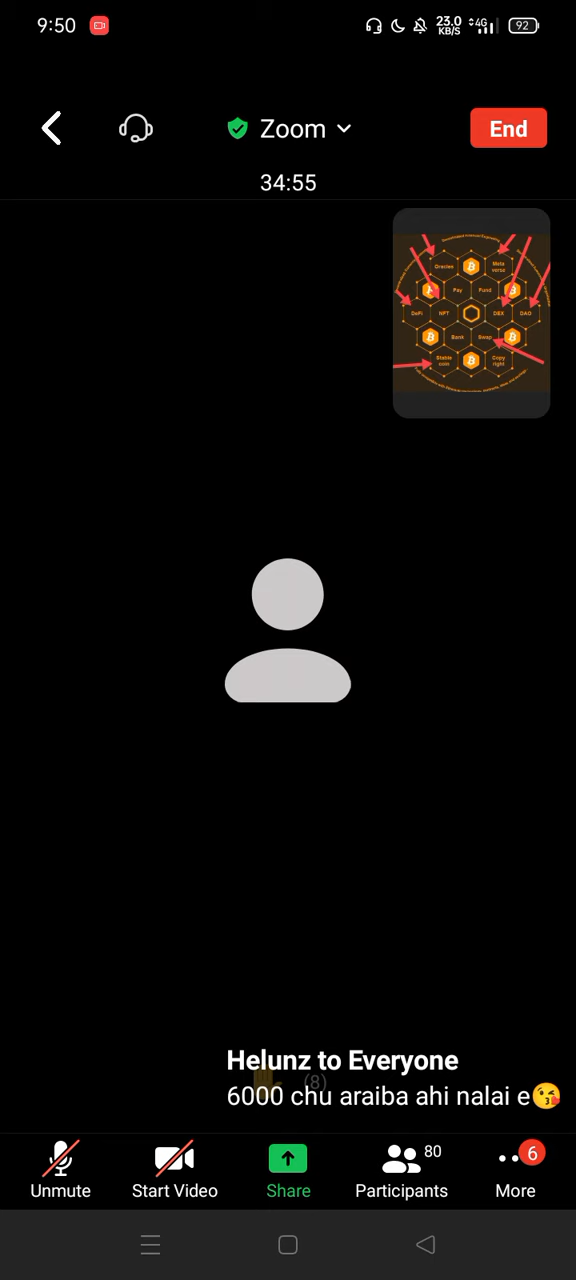 9:50
23.0
KB/S
4G
92
Zoom
End
34:55
Oracles
Meta
verse
Pay
Fund
DeFi
NFT
DEX
DAO
Bank
Swap
Stable
coin
Copy
right
Helunz to Everyone
(8)
6000 chu araiba ahi nalai e😘
80
6
Unmute
Start Video
Share
Participants
More